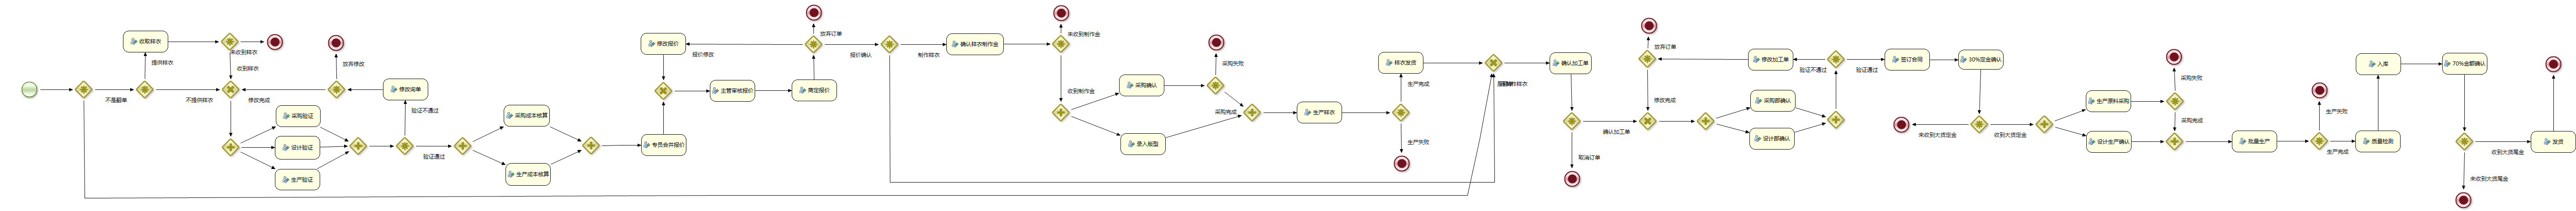 收取样衣
未收到样衣
提供样衣
收到样衣
不是翻单
不提供样衣
修改完成
放弃修改
修改询单
验证不通过
采购验证
设计验证
生产验证
验证通过
采购成本核算
生产成本核算
专员合并报价
修改报价
报价修改
主管审核报价
简定报价
放弃订单
报价确认
制作样衣
确认样衣制作金
未收到制作金
收到制作金
采购确认
录入版型
采购失败
采购完成
生产样衣
样衣发货
生产完成
生产失败
确认加工单
确认加工单
取消订单
放弃订单
修改完成
修改加工单
验证不通过
采购部确认
设计部确认
验证通过
签订合同
30%定金确认
未收到大货定金
收到大货定金
生产原料采购
设计生产确认
采购失败
采购完成
批量生产
生产失败
生产完成
质量检测
入库
70%金额确认
收到大货尾金
未收到大货尾金
发货